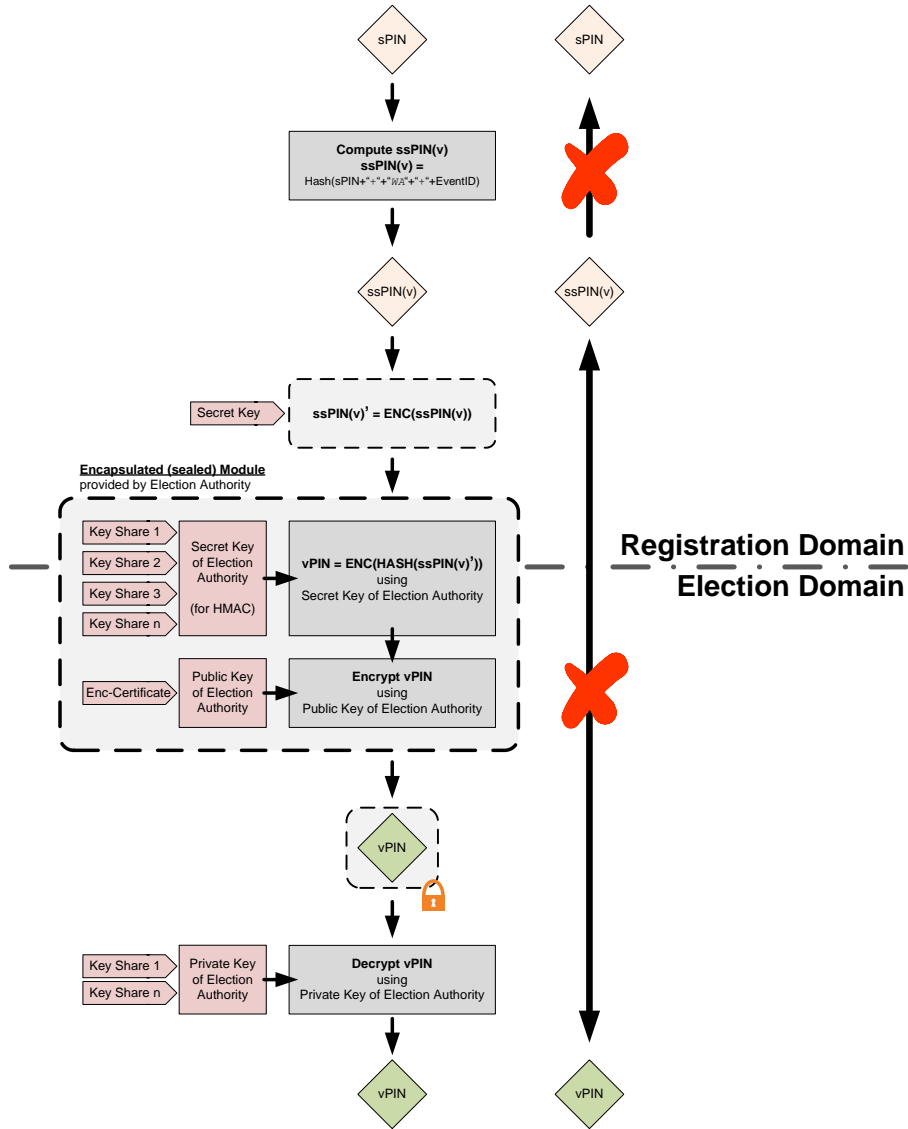 sPIN
sPIN
Compute ssPIN(v)
ssPIN(v) =
Hash(sPIN+"+"+"WA"+"+"+EventID)
ssPIN(v)
ssPIN(v)
Secret Key
ssPIN(v)' = ENC(ssPIN(v))
Encapsulated (sealed) Module
provided by Election Authority
Key Share 1
Key Share 2
Key Share 3
Key Share n
Secret Key
of Election
Authority
(for HMAC)
vPIN = ENC(HASH(ssPIN(v)'))
using
Secret Key of Election Authority
Registration Domain
Election Domain
Enc-Certificate
Public Key
of Election
Authority
Encrypt vPIN
using
Public Key of Election Authority
vPIN
Key Share 1
Key Share n
Private Key
of Election
Authority
Decrypt vPIN
using
Private Key of Election Authority
vPIN
vPIN